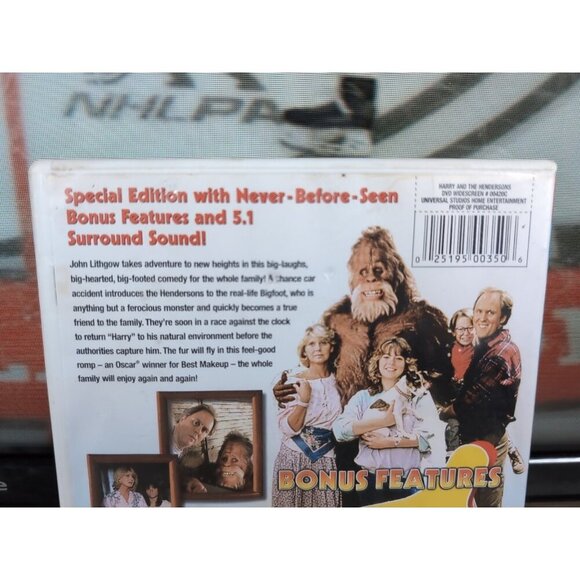 NHLPA
Special Edition with Never-Before-Seen
Bonus Features and 5.1
Surround Sound!
HARRY AND THE HENDERSONS
DVD WIDESCREEN # 00420C
UNIVERSAL STUDIOS HOME ENTERTAINMENT
PROOF OF PURCHASE
0 25195 00350 6
John Lithgow takes adventure to new heights in this big-laughs,
big-hearted, big-footed comedy for the whole family! A chance car
accident introduces the Hendersons to the real-life Bigfoot, who is
anything but a ferocious monster and quickly becomes a true
friend to the family. They're soon in a race against the clock
to return "Harry" to his natural environment before the
authorities capture him. The fur will fly in this feel-good
romp – an Oscar® winner for Best Makeup – the whole
family will enjoy again and again!
BONUS FEATURES